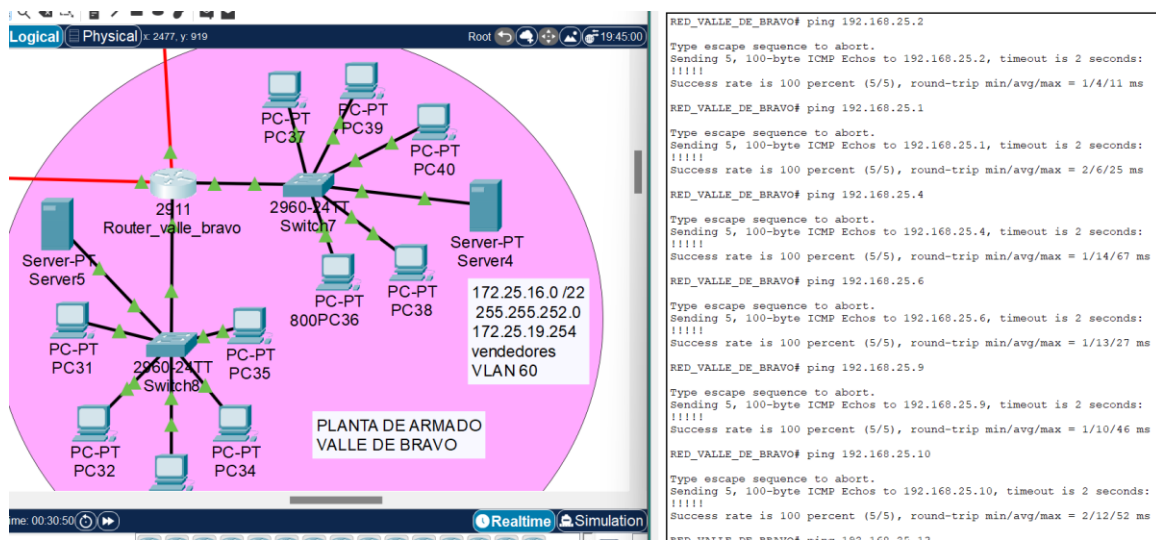 Logical
Physical
x: 2477, y: 919
Root
19:45:00
PC-PT
PC37
PC-PT
PC39
PC-PT
PC40
2911
Router_valle_bravo
2960-24TT
Switch7
Server-PT
Server5
Server-PT
Server4
PC-PT
800PC36
PC-PT
PC38
172.25.16.0 /22
255.255.252.0
172.25.19.254
vendedores
VLAN 60
PC-PT
PC31
2960-24TT
Switch8
PC-PT
PC35
PC-PT
PC32
PC-PT
PC34
PLANTA DE ARMADO
VALLE DE BRAVO
ime: 00:30:50
Realtime
Simulation
RED_VALLE_DE_BRAVO# ping 192.168.25.2
Type escape sequence to abort.
Sending 5, 100-byte ICMP Echos to 192.168.25.2, timeout is 2 seconds:
!!!!!
Success rate is 100 percent (5/5), round-trip min/avg/max = 1/4/11 ms
RED_VALLE_DE_BRAVO# ping 192.168.25.1
Type escape sequence to abort.
Sending 5, 100-byte ICMP Echos to 192.168.25.1, timeout is 2 seconds:
!!!!!
Success rate is 100 percent (5/5), round-trip min/avg/max = 2/6/25 ms
RED_VALLE_DE_BRAVO# ping 192.168.25.4
Type escape sequence to abort.
Sending 5, 100-byte ICMP Echos to 192.168.25.4, timeout is 2 seconds:
!!!!!
Success rate is 100 percent (5/5), round-trip min/avg/max = 1/14/67 ms
RED_VALLE_DE_BRAVO# ping 192.168.25.6
Type escape sequence to abort.
Sending 5, 100-byte ICMP Echos to 192.168.25.6, timeout is 2 seconds:
!!!!!
Success rate is 100 percent (5/5), round-trip min/avg/max = 1/13/27 ms
RED_VALLE_DE_BRAVO# ping 192.168.25.9
Type escape sequence to abort.
Sending 5, 100-byte ICMP Echos to 192.168.25.9, timeout is 2 seconds:
!!!!!
Success rate is 100 percent (5/5), round-trip min/avg/max = 1/10/46 ms
RED_VALLE_DE_BRAVO# ping 192.168.25.10
Type escape sequence to abort.
Sending 5, 100-byte ICMP Echos to 192.168.25.10, timeout is 2 seconds:
!!!!!
Success rate is 100 percent (5/5), round-trip min/avg/max = 2/12/52 ms